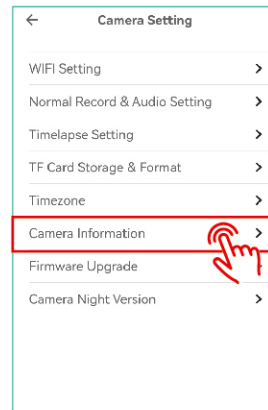 Camera Setting
WIFI Setting
Normal Record & Audio Setting
Timelapse Setting
TF Card Storage & Format
Timezone
Camera Information
Firmware Upgrade
Camera Night Version